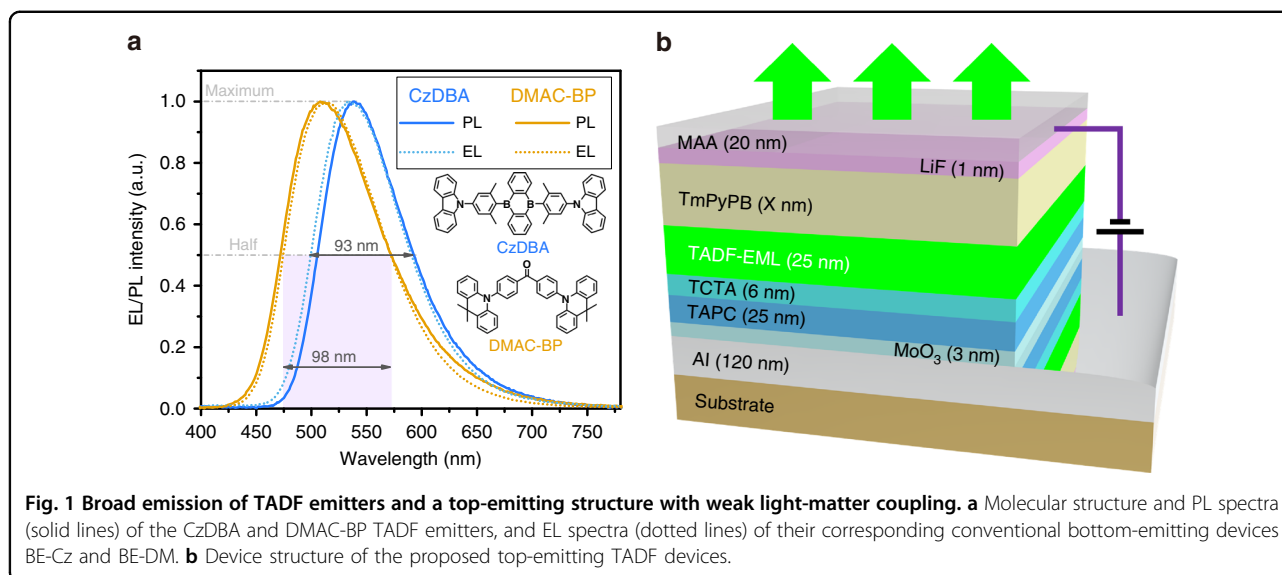 a
Maximum
Half
CzDBA DMAC-BP
PL PL
EL EL
N B B N
CzDBA
O
N N
DMAC-BP
93 nm
98 nm
1.0
0.8
0.6
0.4
0.2
0.0
EL/PL intensity (a.u.)
400 450 500 550 600 650 700 750
Wavelength (nm)
b
MAA (20 nm)
LiF (1 nm)
TmPyPB (X nm)
TADF-EML (25 nm)
TCTA (6 nm)
TAPC (25 nm)
MoO₃ (3 nm)
Al (120 nm)
Substrate
Fig. 1 Broad emission of TADF emitters and a top-emitting structure with weak light-matter coupling. a Molecular structure and PL spectra
(solid lines) of the CzDBA and DMAC-BP TADF emitters, and EL spectra (dotted lines) of their corresponding conventional bottom-emitting devices
BE-Cz and BE-DM. b Device structure of the proposed top-emitting TADF devices.